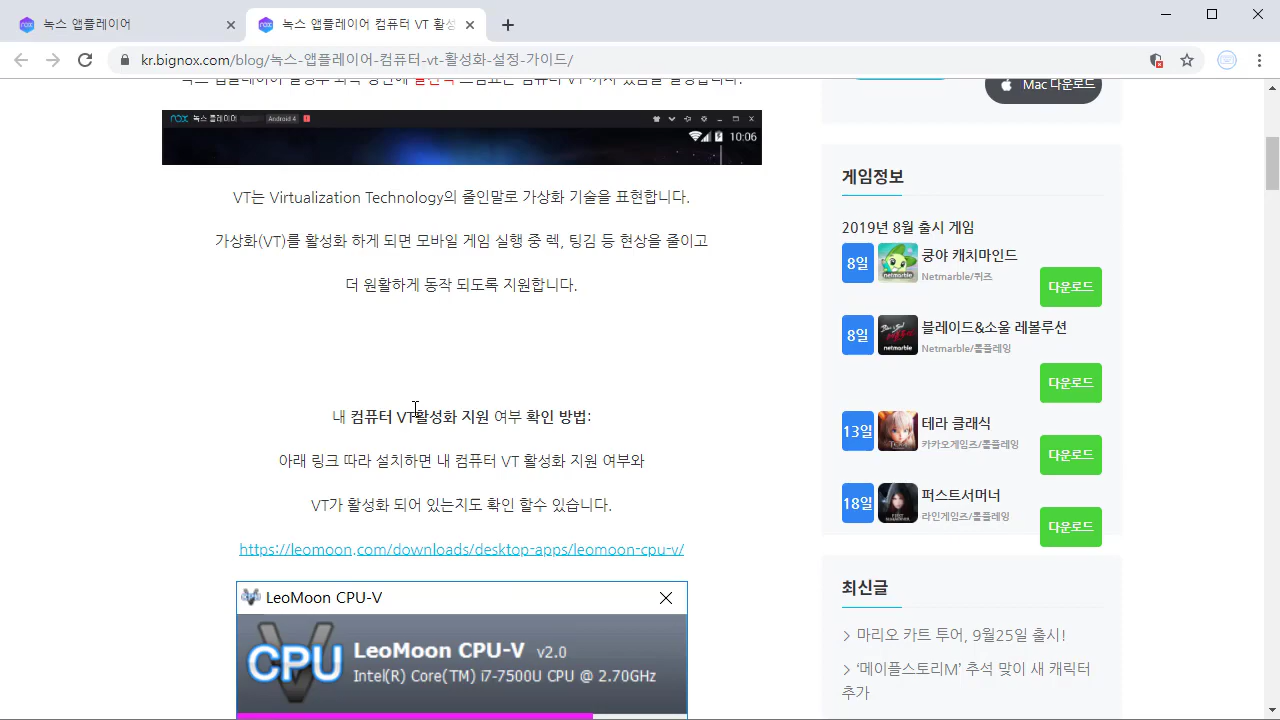 녹스 앱플레이어
녹스 앱플레이어 컴퓨터 VT 활성
kr.bignox.com/blog/녹스-앱플레이어-컴퓨터-vt-활성화-설정-가이드/
Mac 다운로드
nox 녹스 플레이어
Android 4
10:06
VT는 Virtualization Technology의 줄인말로 가상화 기술을 표현합니다.
가상화(VT)를 활성화 하게 되면 모바일 게임 실행 중 렉, 팅김 등 현상을 줄이고
더 원활하게 동작 되도록 지원합니다.
내 컴퓨터 VT활성화 지원 여부 확인 방법:
아래 링크 따라 설치하면 내 컴퓨터 VT 활성화 지원 여부와
VT가 활성화 되어 있는지도 확인 할수 있습니다.
https://leomoon.com/downloads/desktop-apps/leomoon-cpu-v/
LeoMoon CPU-V
CPU
LeoMoon CPU-V v2.0
Intel(R) Core(TM) i7-7500U CPU @ 2.70GHz
게임정보
2019년 8월 출시 게임
8일
netmarble
쿵야 캐치마인드
Netmarble/퀴즈
다운로드
8일
netmarble
블레이드&소울 레볼루션
Netmarble/롤플레잉
다운로드
13일
테라 클래식
카카오게임즈/롤플레잉
다운로드
18일
퍼스트서머너
라인게임즈/롤플레잉
다운로드
최신글
> 마리오 카트 투어, 9월25일 출시!
> ‘메이플스토리M’ 추석 맞이 새 캐릭터
추가